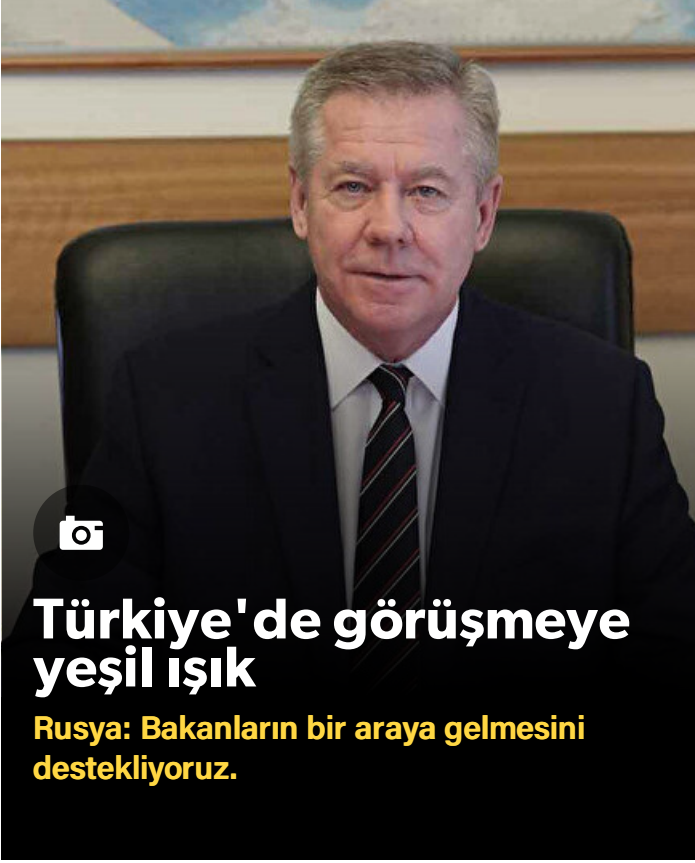 Türkiye'de görüşmeye
yeşil ışık
Rusya: Bakanların bir araya gelmesini
destekliyoruz.